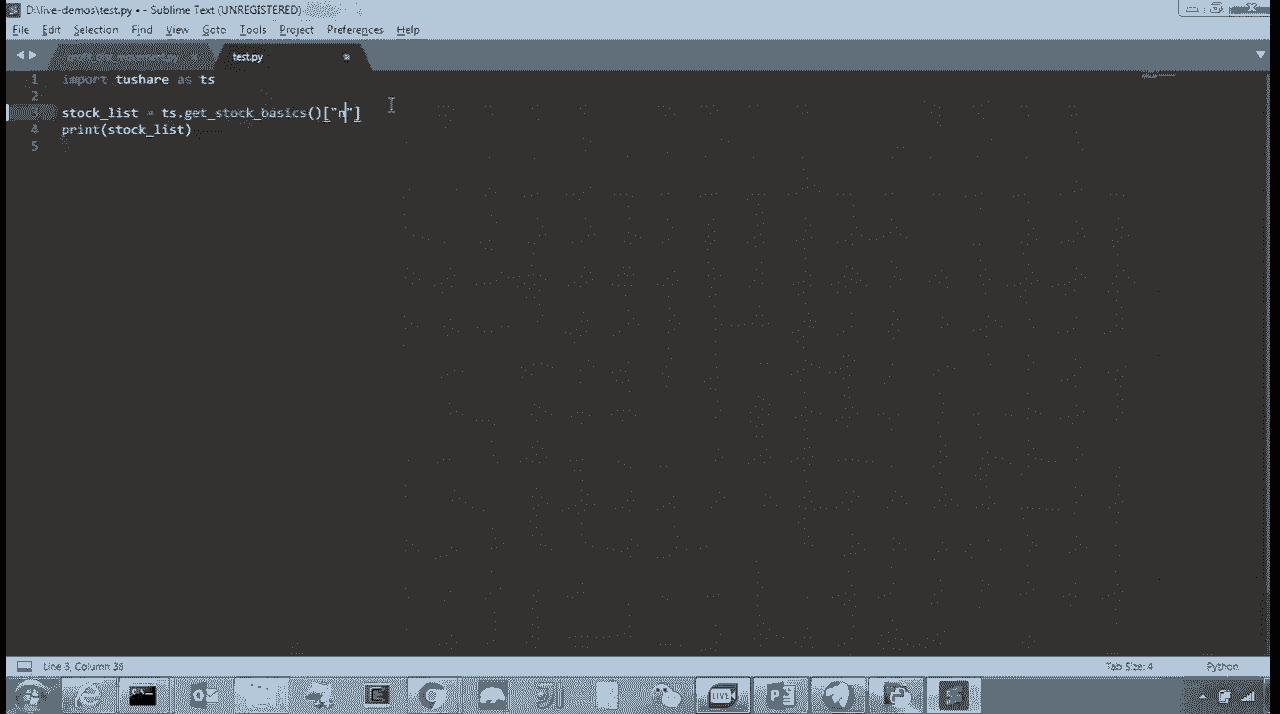 D:\live-demos\test.py • - Sublime Text (UNREGISTERED)
File Edit Selection Find View Goto Tools Project Preferences Help
test.py
1 import tushare as ts
2
3 stock_list = ts.get_stock_basics()["n"]
4 print(stock_list)
5
Line 3, Column 36 Tab Size: 4 Python
LIVE